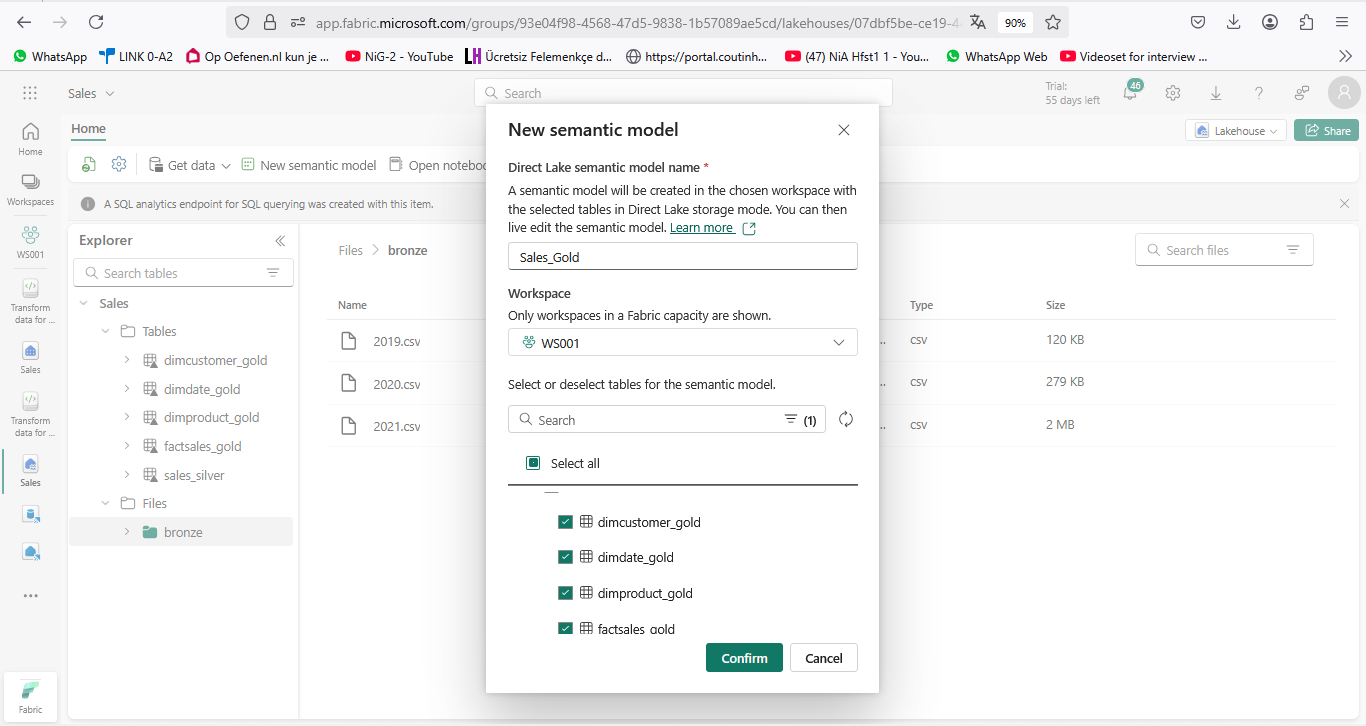 app.fabric.microsoft.com/groups/93e04f98-4568-47d5-9838-1b57089ae5cd/lakehouses/07dbf5be-ce19-4
90%
WhatsApp
LINK 0-A2
Op Oefenen.nl kun je ...
NiG-2 - YouTube
Ücretsiz Felemenkçe d...
https://portal.coutinh...
(47) NiA Hfst1 1 - You...
WhatsApp Web
Videoset for interview ...
Sales
Search
Trial:
55 days left
46
Home
Lakehouse
Share
Get data
New semantic model
Open noteboo
A SQL analytics endpoint for SQL querying was created with this item.
Home
Workspaces
WS001
Transform
data for ...
Sales
Transform
data for ...
Sales
Fabric
Explorer
Search tables
Sales
Tables
dimcustomer_gold
dimdate_gold
dimproduct_gold
factsales_gold
sales_silver
Files
bronze
Files
bronze
Search files
Name
Type
Size
2019.csv
..
csv
120 KB
2020.csv
..
csv
279 KB
2021.csv
..
csv
2 MB
New semantic model
Direct Lake semantic model name *
A semantic model will be created in the chosen workspace with
the selected tables in Direct Lake storage mode. You can then
live edit the semantic model. Learn more
Sales_Gold
Workspace
Only workspaces in a Fabric capacity are shown.
WS001
Select or deselect tables for the semantic model.
Search
(1)
Select all
dimcustomer_gold
dimdate_gold
dimproduct_gold
factsales_gold
Confirm
Cancel